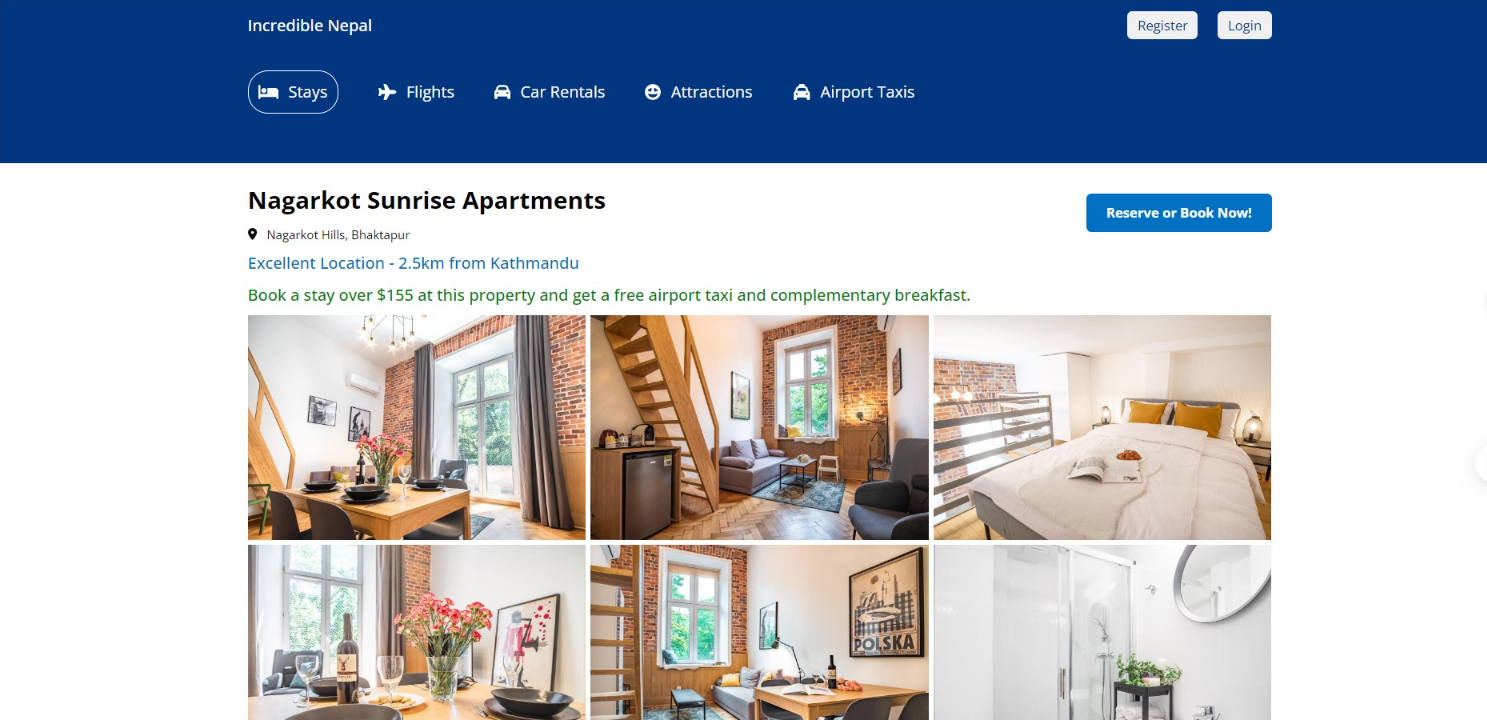 Incredible Nepal
Register
Login
Stays
Flights
Car Rentals
Attractions
Airport Taxis
Nagarkot Sunrise Apartments
Reserve or Book Now!
Nagarkot Hills, Bhaktapur
Excellent Location - 2.5km from Kathmandu
Book a stay over $155 at this property and get a free airport taxi and complementary breakfast.
POLSKA